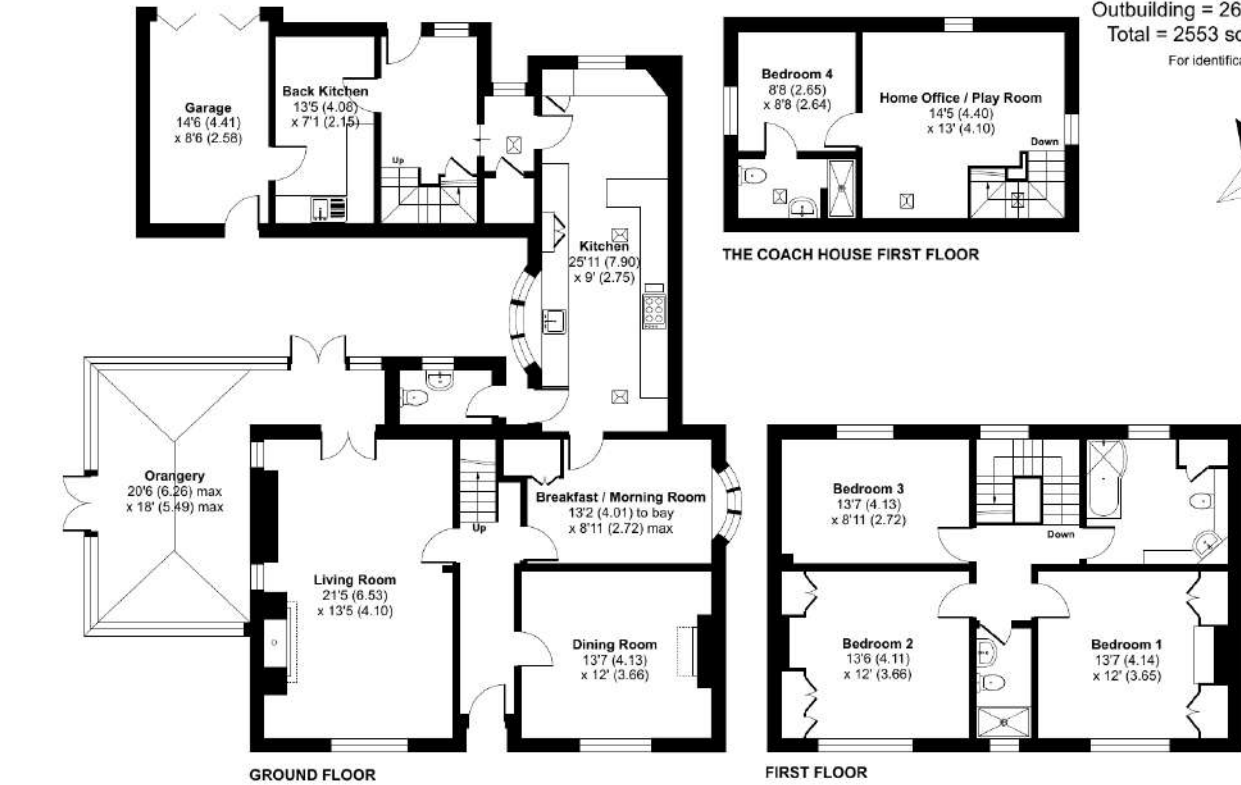 Outbuilding = 26
Total = 2553 sq
For identifica
Garage
14'6 (4.41)
x 8'6 (2.58)
Back Kitchen
13'5 (4.08)
x 7'1 (2.15)
Up
Kitchen
25'11 (7.90)
x 9' (2.75)
Bedroom 4
8'8 (2.65)
x 8'8 (2.64)
Home Office / Play Room
14'5 (4.40)
x 13' (4.10)
Down
THE COACH HOUSE FIRST FLOOR
Orangery
20'6 (6.26) max
x 18' (5.49) max
Living Room
21'5 (6.53)
x 13'5 (4.10)
Up
Breakfast / Morning Room
13'2 (4.01) to bay
x 8'11 (2.72) max
Dining Room
13'7 (4.13)
x 12' (3.66)
GROUND FLOOR
Bedroom 3
13'7 (4.13)
x 8'11 (2.72)
Down
Bedroom 2
13'6 (4.11)
x 12' (3.66)
Bedroom 1
13'7 (4.14)
x 12' (3.65)
FIRST FLOOR